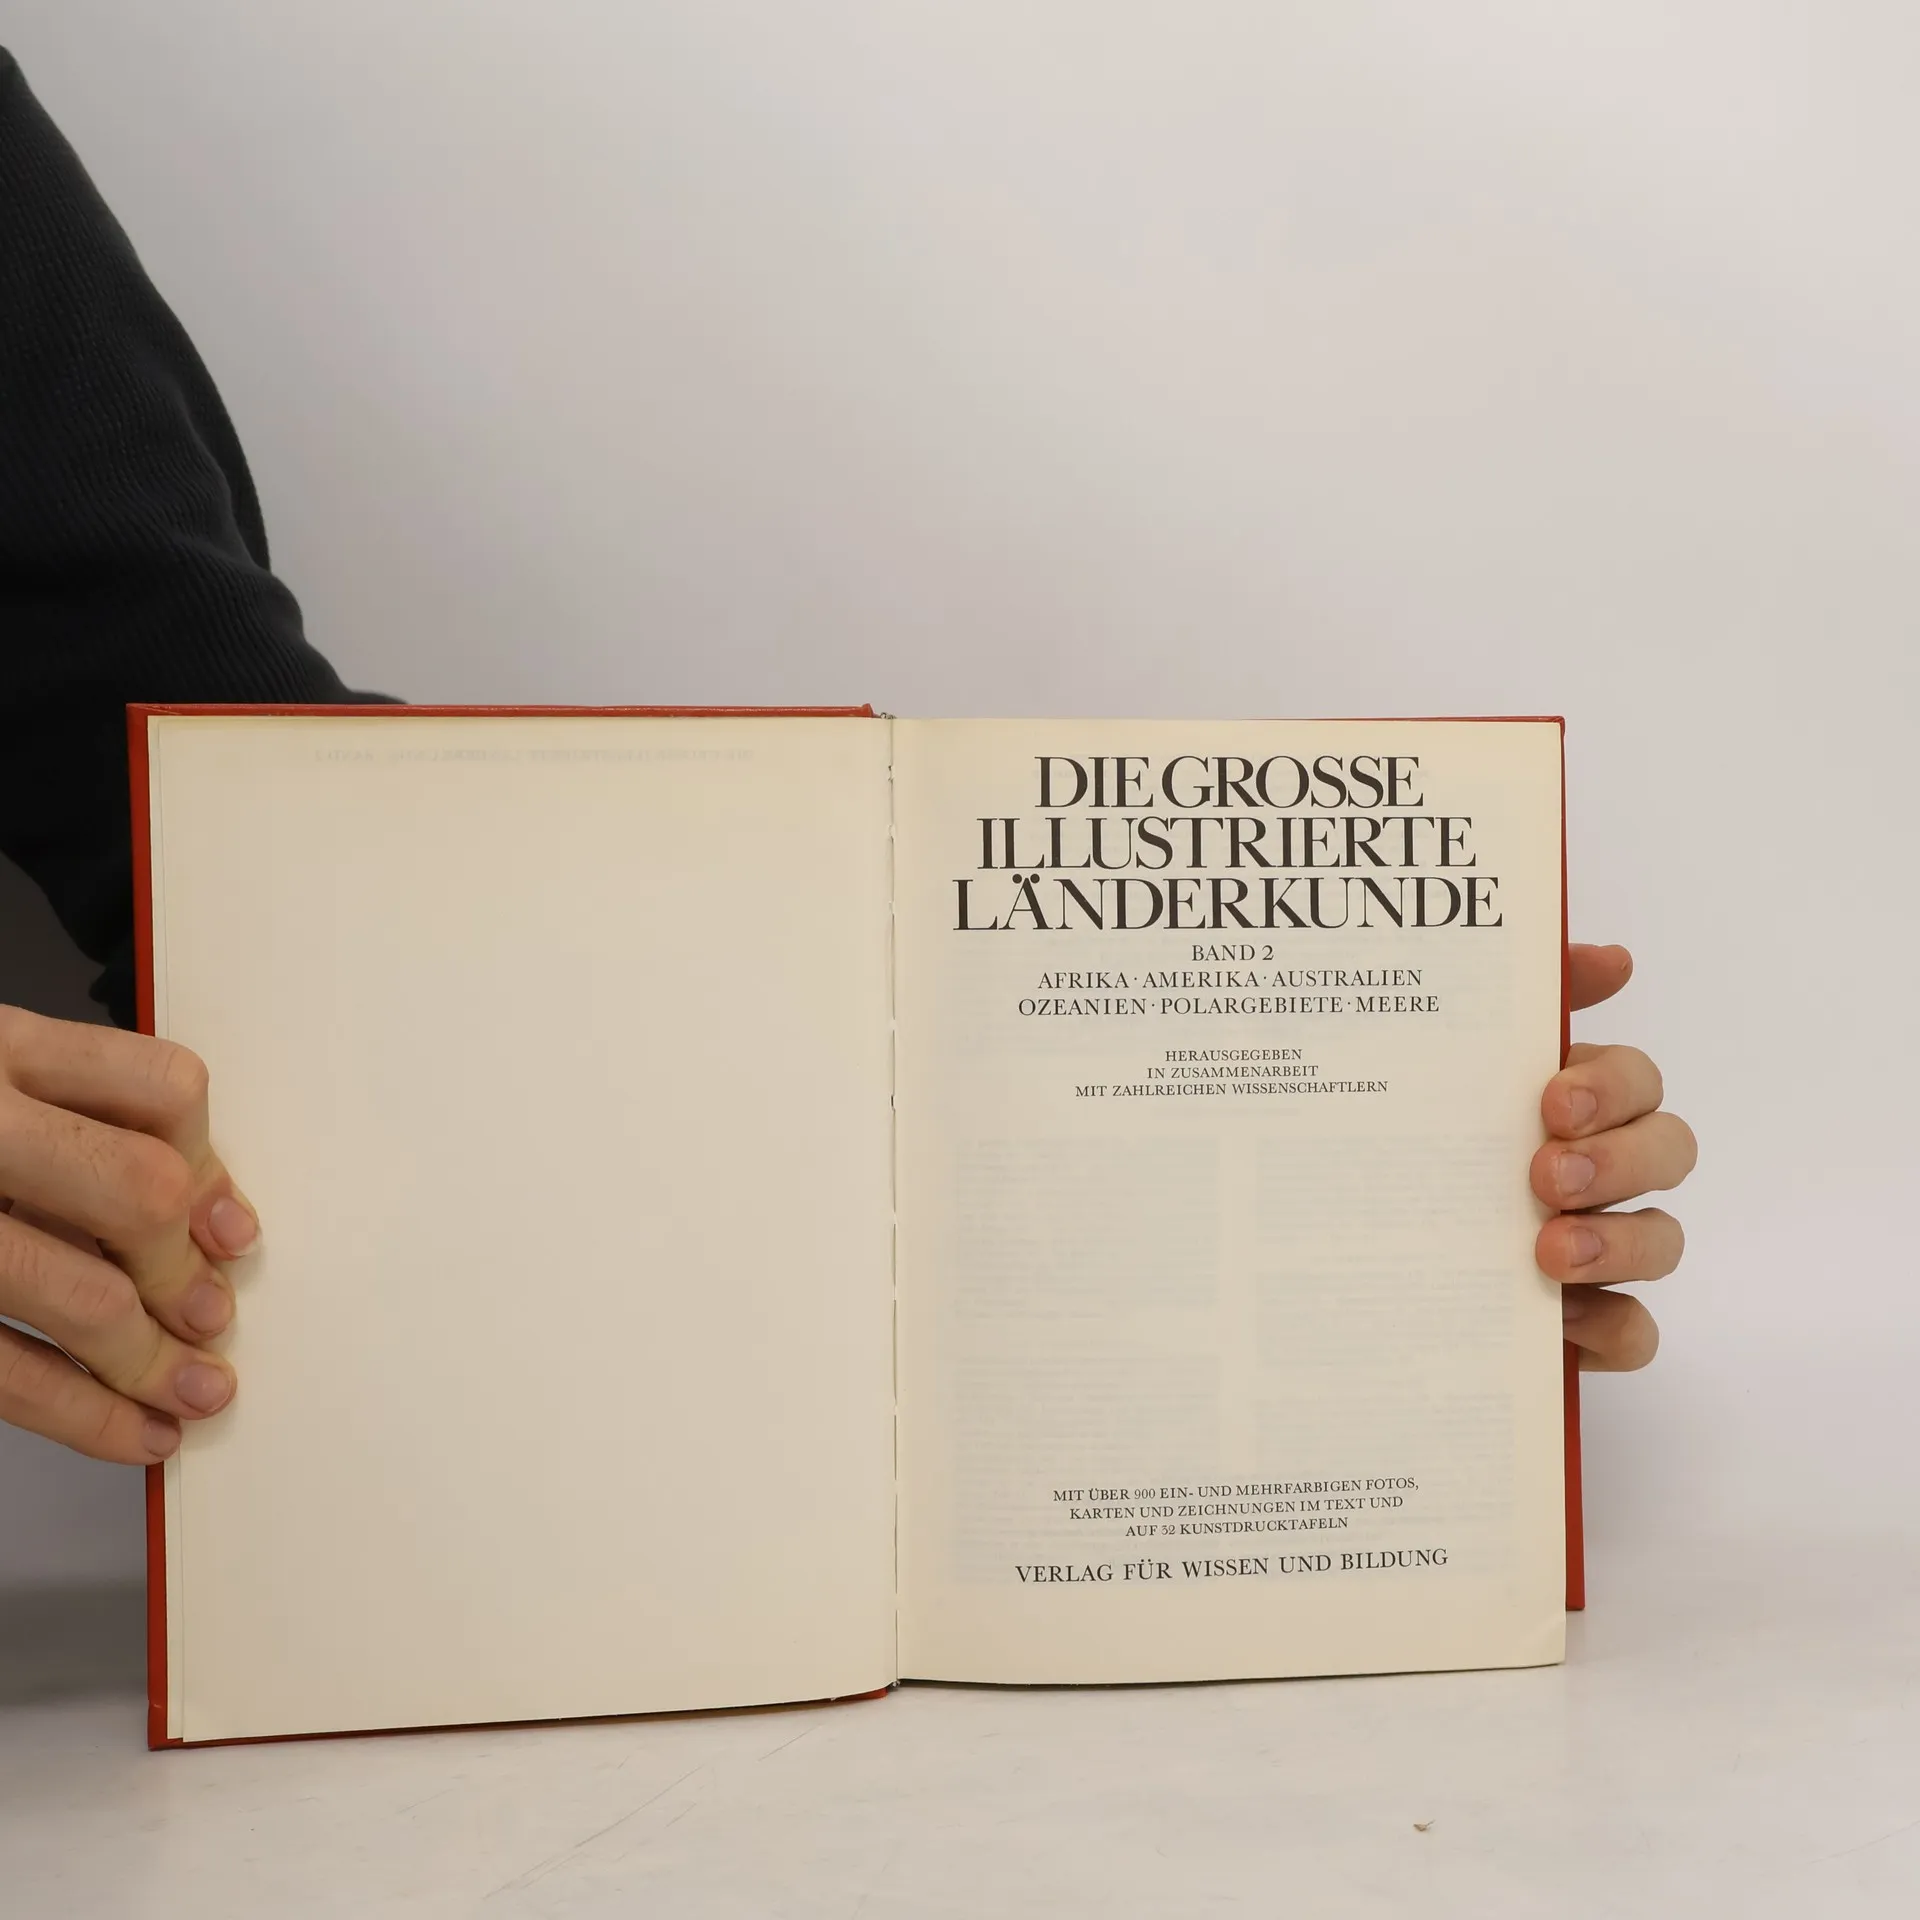 DIE GROSSE
ILLUSTRIERTE
LÄNDERKUNDE
BAND 2
AFRIKA · AMERIKA · AUSTRALIEN
OZEANIEN · POLARGEBIETE · MEERE
HERAUSGEGEBEN
IN ZUSAMMENARBEIT
MIT ZAHLREICHEN WISSENSCHAFTLERN
MIT ÜBER 900 EIN- UND MEHRFARBIGEN FOTOS,
KARTEN UND ZEICHNUNGEN IM TEXT UND
AUF 32 KUNSTDRUCKTAFELN
VERLAG FÜR WISSEN UND BILDUNG